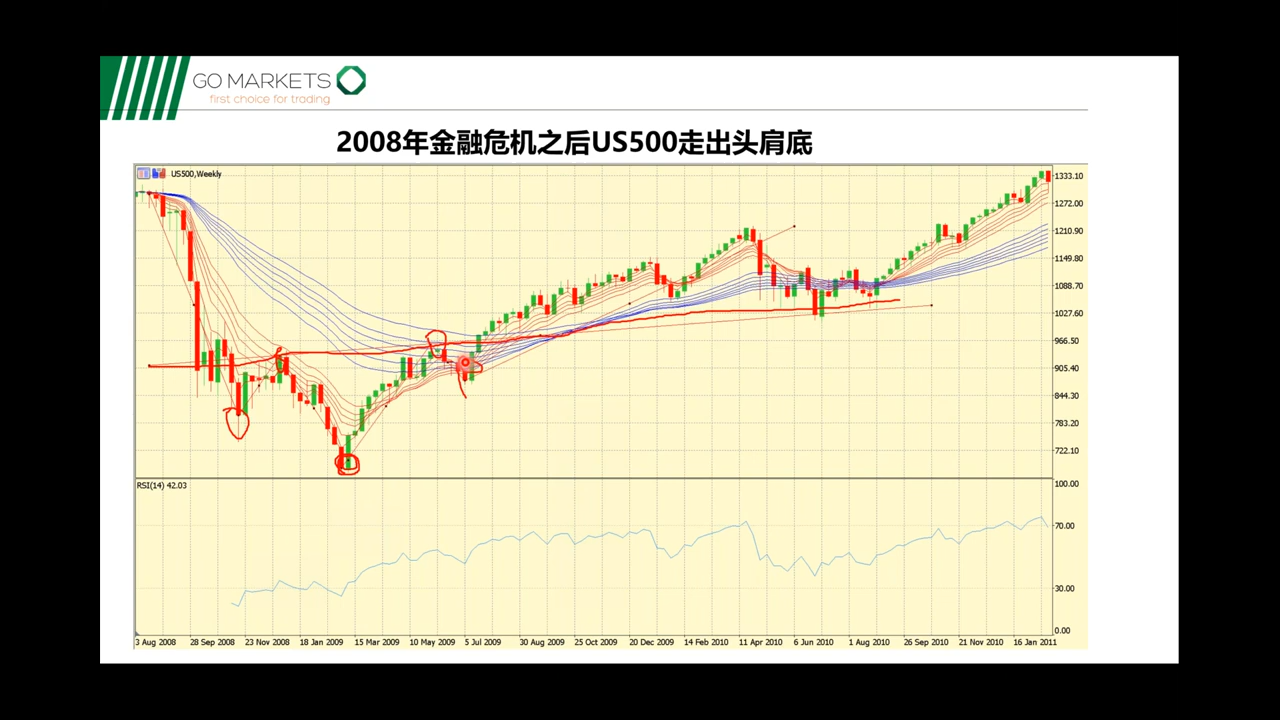 GO MARKETS
first choice for trading
2008年金融危机之后US500走出头肩底
US500,Weekly
1333.10
1272.00
1210.90
1149.80
1088.70
1027.60
966.50
905.40
844.30
783.20
722.10
RSI(14) 42.03
100.00
70.00
30.00
0.00
3 Aug 2008 28 Sep 2008 23 Nov 2008 18 Jan 2009 15 Mar 2009 10 May 2009 5 Jul 2009 30 Aug 2009 25 Oct 2009 20 Dec 2009 14 Feb 2010 11 Apr 2010 6 Jun 2010 1 Aug 2010 26 Sep 2010 21 Nov 2010 16 Jan 2011